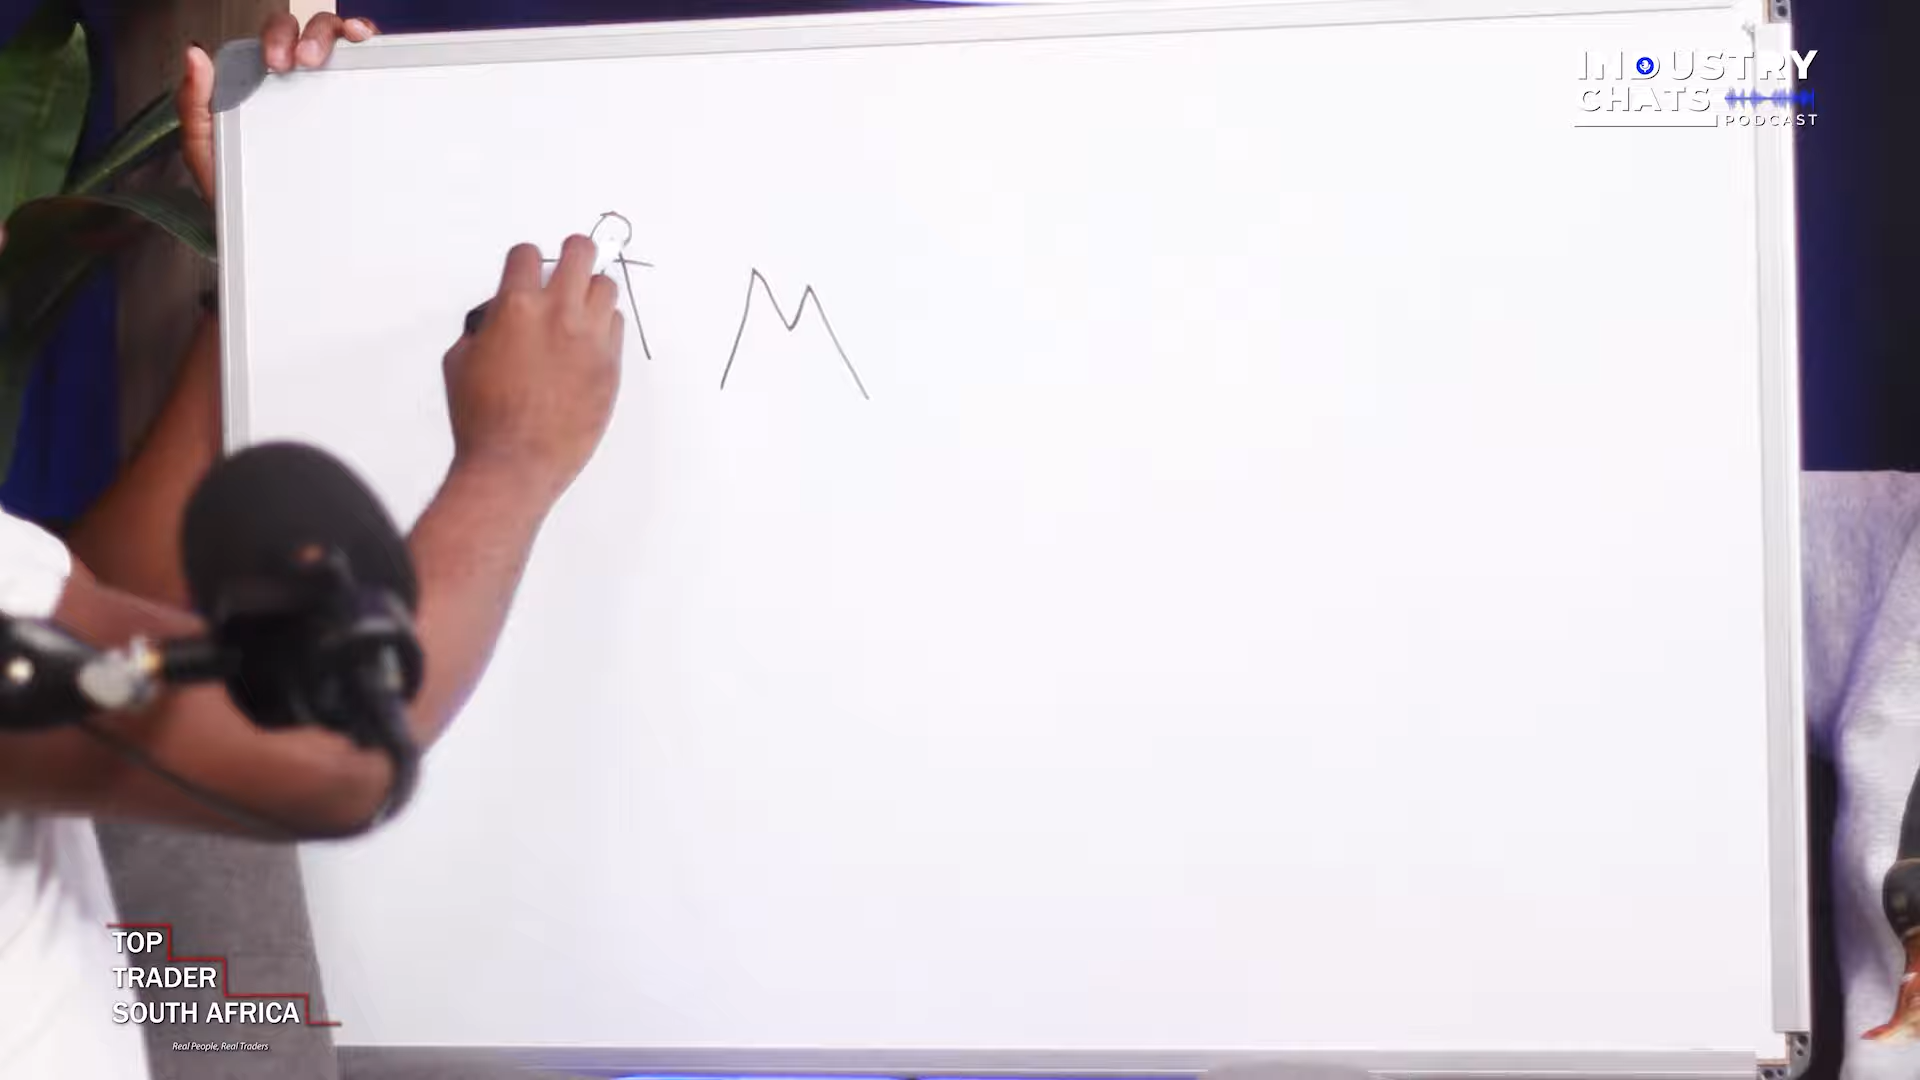 INDUSTRY
CHATS
PODCAST
M
TOP
TRADER
SOUTH AFRICA
Real People, Real Traders